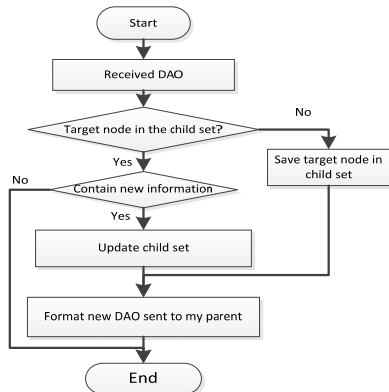 Start
Received DAO
Target node in the child set?
No
Yes
Save target node in
child set
No
Contain new information
Yes
Update child set
Format new DAO sent to my parent
End